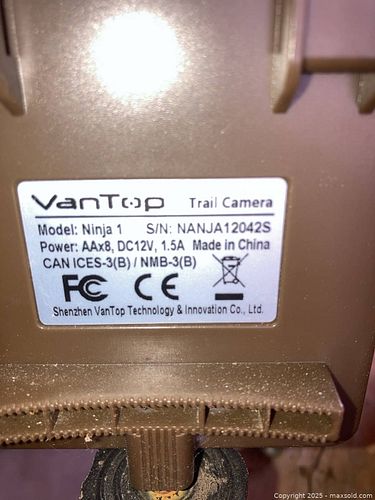 VanTop Trail Camera
Model: Ninja 1 S/N: NANJA12042S
Power: AAx8, DC12V, 1.5A Made in China
CAN ICES-3(B) / NMB-3(B)
FC CE
Shenzhen VanTop Technology & Innovation Co., Ltd.
Copyright © 2025 - maxsold.com